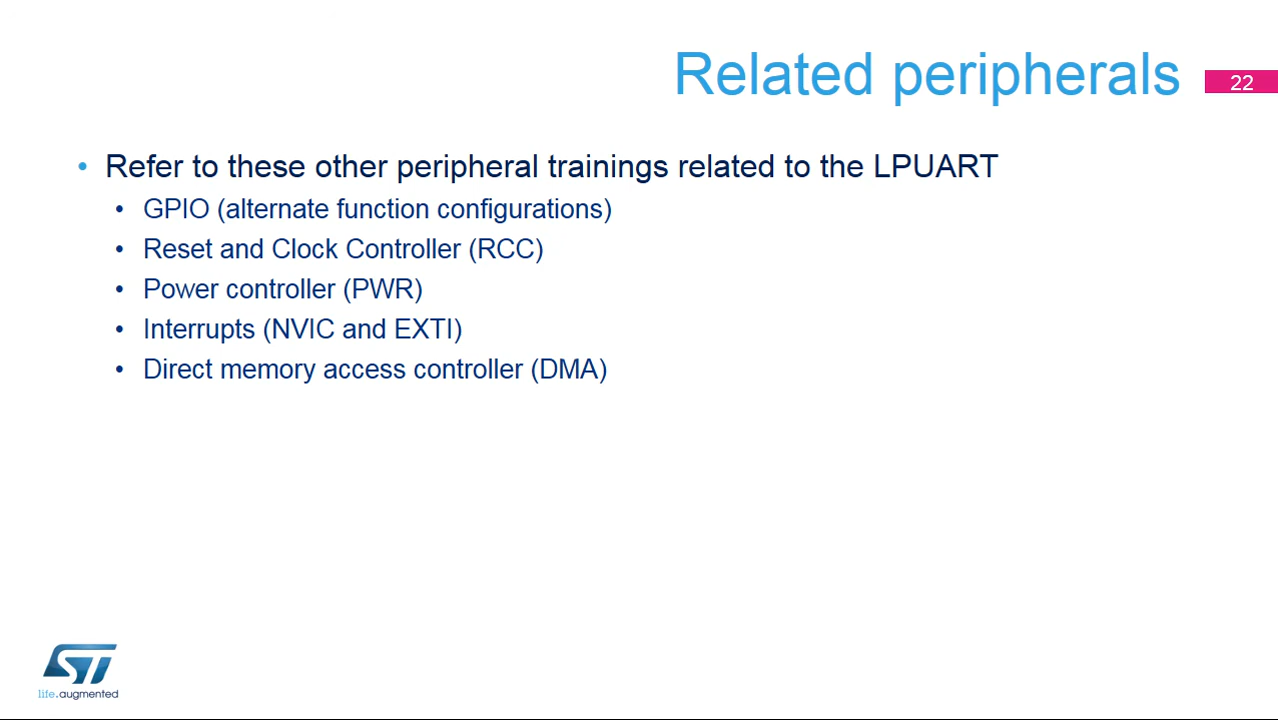 Related peripherals
22
• Refer to these other peripheral trainings related to the LPUART
• GPIO (alternate function configurations)
• Reset and Clock Controller (RCC)
• Power controller (PWR)
• Interrupts (NVIC and EXTI)
• Direct memory access controller (DMA)
ST
life.augmented